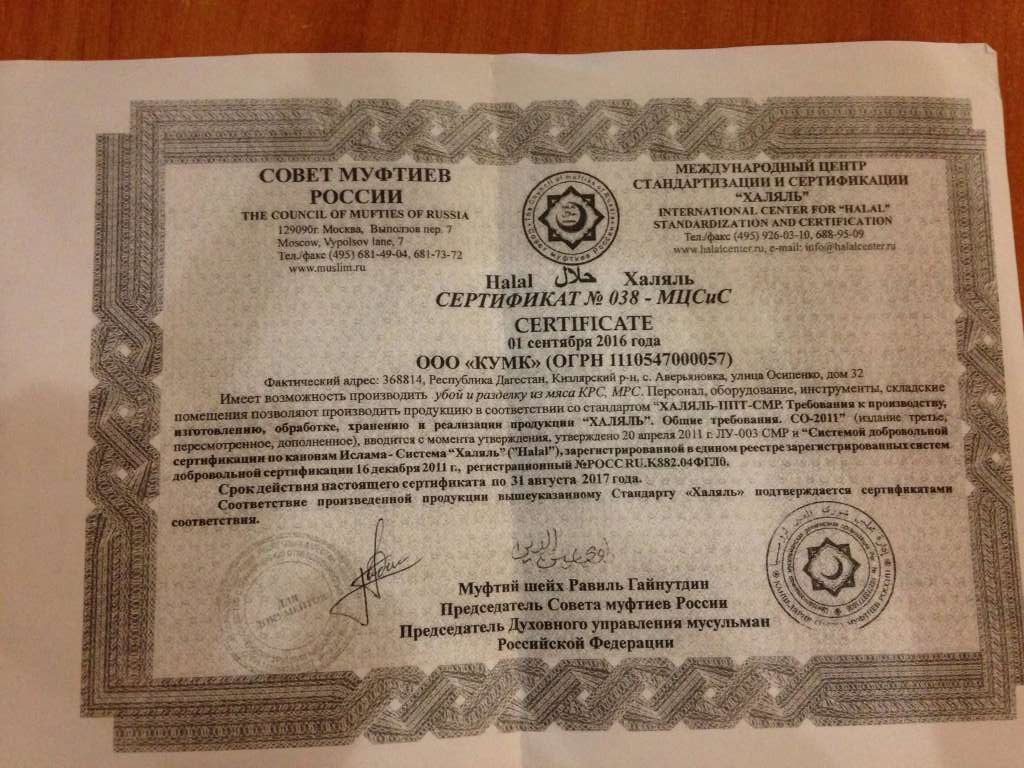 СОВЕТ МУФТИЕВ
РОССИИ
THE COUNCIL OF MUFTIES OF RUSSIA
129090г. Москва, Выползов пер. 7
Moscow, Vypolsov lane, 7
Тел./факс (495) 681-49-04, 681-73-72
www.muslim.ru
МЕЖДУНАРОДНЫЙ ЦЕНТР
СТАНДАРТИЗАЦИИ И СЕРТИФИКАЦИИ
“ХАЛЯЛЬ”
INTERNATIONAL CENTER FOR “HALAL”
STANDARDIZATION AND CERTIFICATION
Тел./факс (495) 926-03-10, 688-95-09
www.halalcenter.ru, e-mail: info@halalcenter.ru
Halal حلال Халяль
СЕРТИФИКАТ № 038 - МЦСиС
CERTIFICATE
01 сентября 2016 года
ООО «КУМК» (ОГРН 1110547000057)
Фактический адрес: 368814, Республика Дагестан, Кизлярский р-н, с. Аверьяновка, улица Осипенко, дом 32
Имеет возможность производить убой и разделку из мяса КРС, МРС. Персонал, оборудование, инструменты, складские
помещения позволяют производить продукцию в соответствии со стандартом “ХАЛЯЛЬ-ППТ-СМР. Требования к производству,
изготовлению, обработке, хранению и реализации продукции “ХАЛЯЛЬ”. Общие требования. СО-2011” (издание третье,
пересмотренное, дополненное), вводится с момента утверждения, утверждено 20 апреля 2011 г. ЛУ-003 СМР и “Системой добровольной
сертификации по канонам Ислама - Система “Халяль” (”Halal”), зарегистрированной в едином реестре зарегистрированных систем
добровольной сертификации 16 декабря 2011 г., регистрационный №РОСС RU.К882.04ФГЛ0.
Срок действия настоящего сертификата по 31 августа 2017 года.
Соответствие произведенной продукции вышеуказанному Стандарту «Халяль» подтверждается сертификатами
соответствия.
ДЛЯ
ДОКУМЕНТОВ
Муфтий шейх Равиль Гайнутдин
Председатель Совета муфтиев России
Председатель Духовного управления мусульман
Российской Федерации